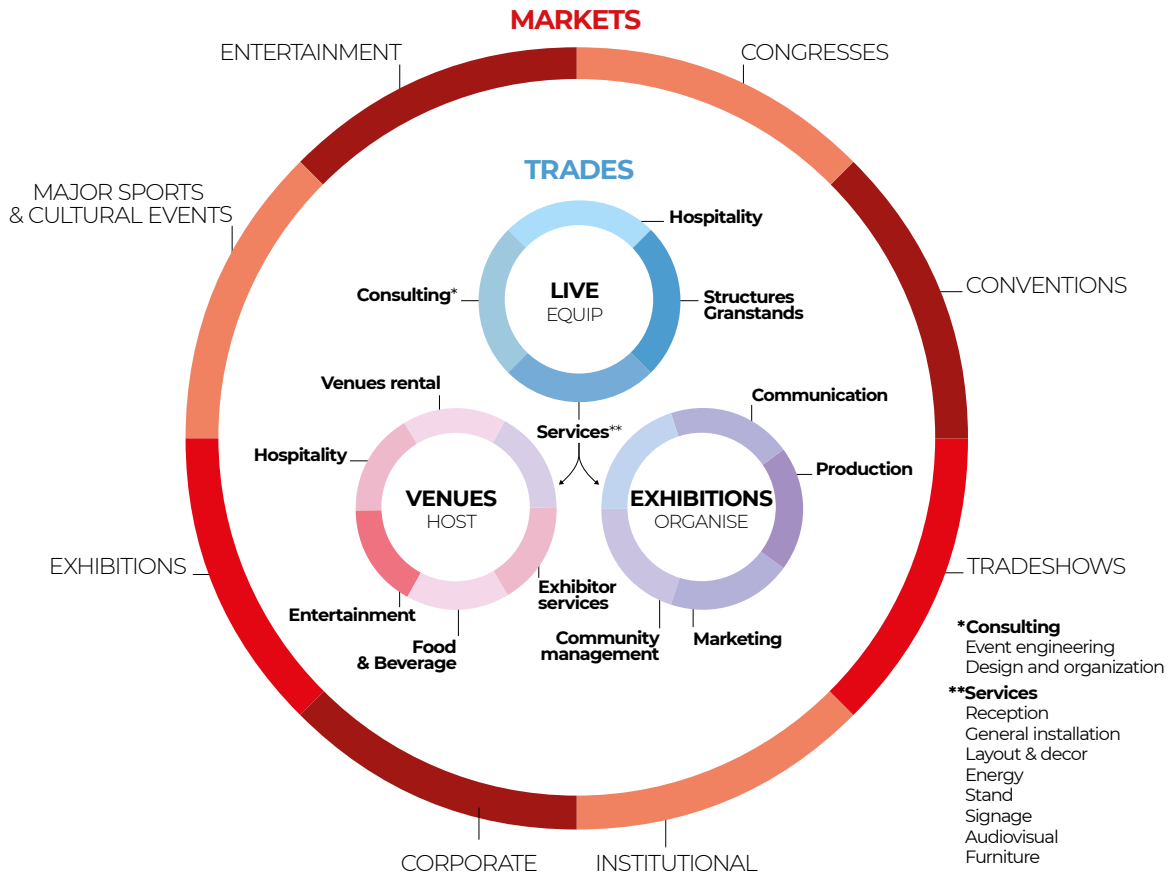 MARKETS
ENTERTAINMENT
CONGRESSES
MAJOR SPORTS
& CULTURAL EVENTS
CONVENTIONS
TRADES
Hospitality
Consulting*
LIVE
EQUIP
Structures
Granstands
Venues rental
Services**
Communication
Hospitality
Production
VENUES
HOST
EXHIBITIONS
ORGANISE
Exhibitor
services
Entertainment
Food
& Beverage
Community
management
Marketing
EXHIBITIONS
TRADESHOWS
CORPORATE
INSTITUTIONAL
*Consulting
Event engineering
Design and organization
**Services
Reception
General installation
Layout & decor
Energy
Stand
Signage
Audiovisual
Furniture